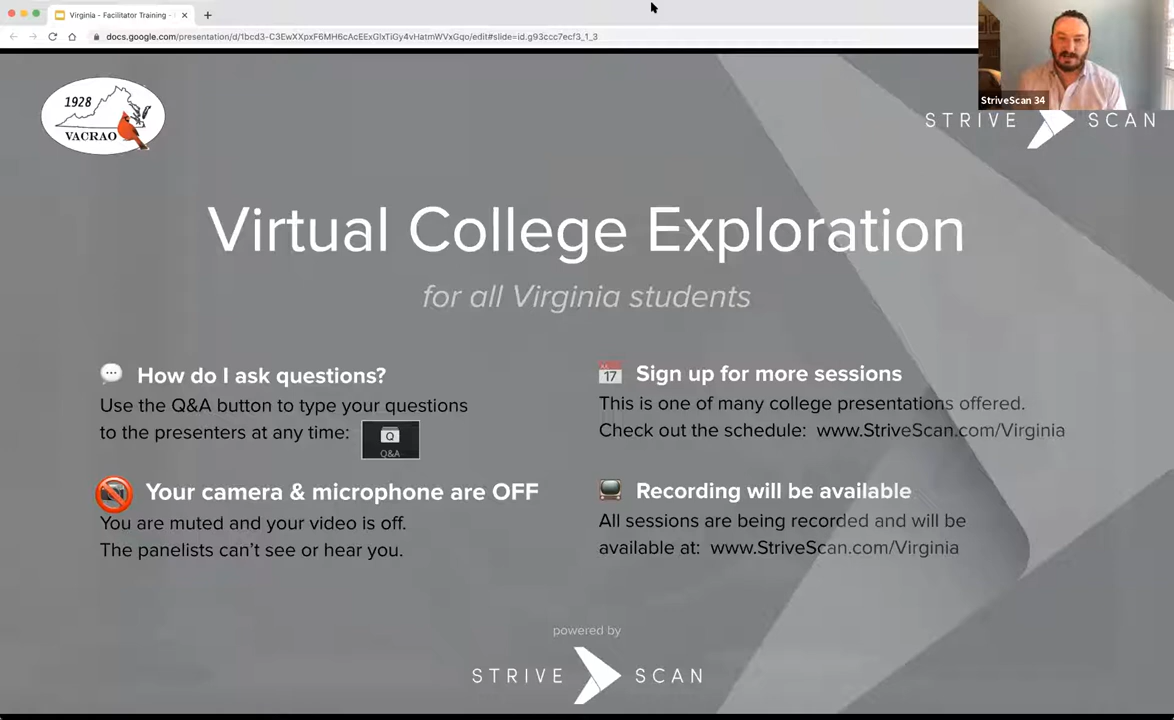 Virginia - Facilitator Training -
docs.google.com/presentation/d/1bcd3-C3EwXXpxF6MH6cAcEExGlxTiGy4vHatmWVxGqo/edit#slide=id.g93ccc7ecf3_1_3
StriveScan 34
1928
VACRAO
STRIVE SCAN
Virtual College Exploration
for all Virginia students
How do I ask questions?
Use the Q&A button to type your questions
to the presenters at any time:
Q
Q&A
Sign up for more sessions
17
This is one of many college presentations offered.
Check out the schedule: www.StriveScan.com/Virginia
Your camera & microphone are OFF
You are muted and your video is off.
The panelists can't see or hear you.
Recording will be available
All sessions are being recorded and will be
available at: www.StriveScan.com/Virginia
powered by
STRIVE SCAN